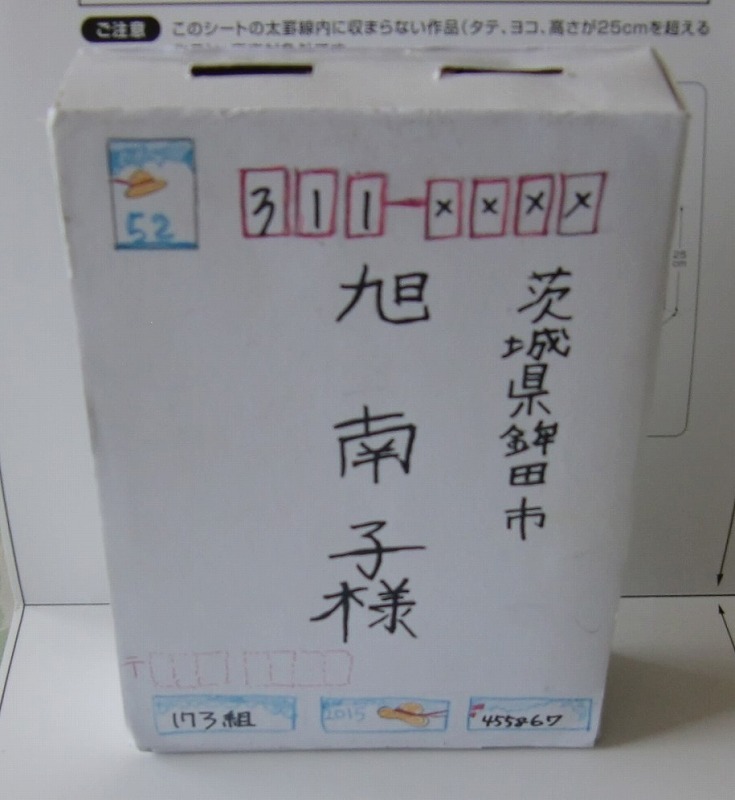 ご注意 このシートの太罫線内に収まらない作品(タテ、ヨコ、高さが25cmを超える
52
311-××××
茨城県鉾田市
旭 南子様
〒
173組
2015
455867
25cm